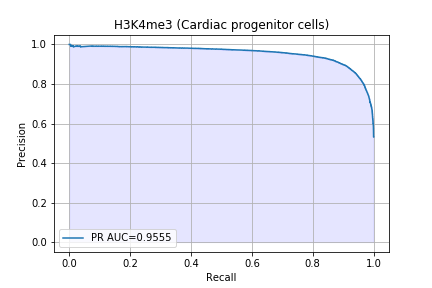 H3K4me3 (Cardiac progenitor cells)
Precision
1.0
0.8
0.6
0.4
0.2
0.0
PR AUC=0.9555
0.0 0.2 0.4 0.6 0.8 1.0
Recall